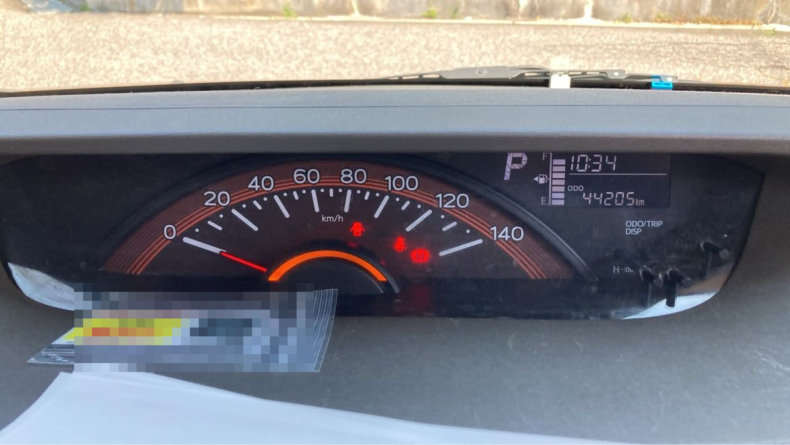 0
20
40
60
80
100
120
140
km/h
P
F
E
10:34
ODO
44205km
ODO/TRIP
DISP
H